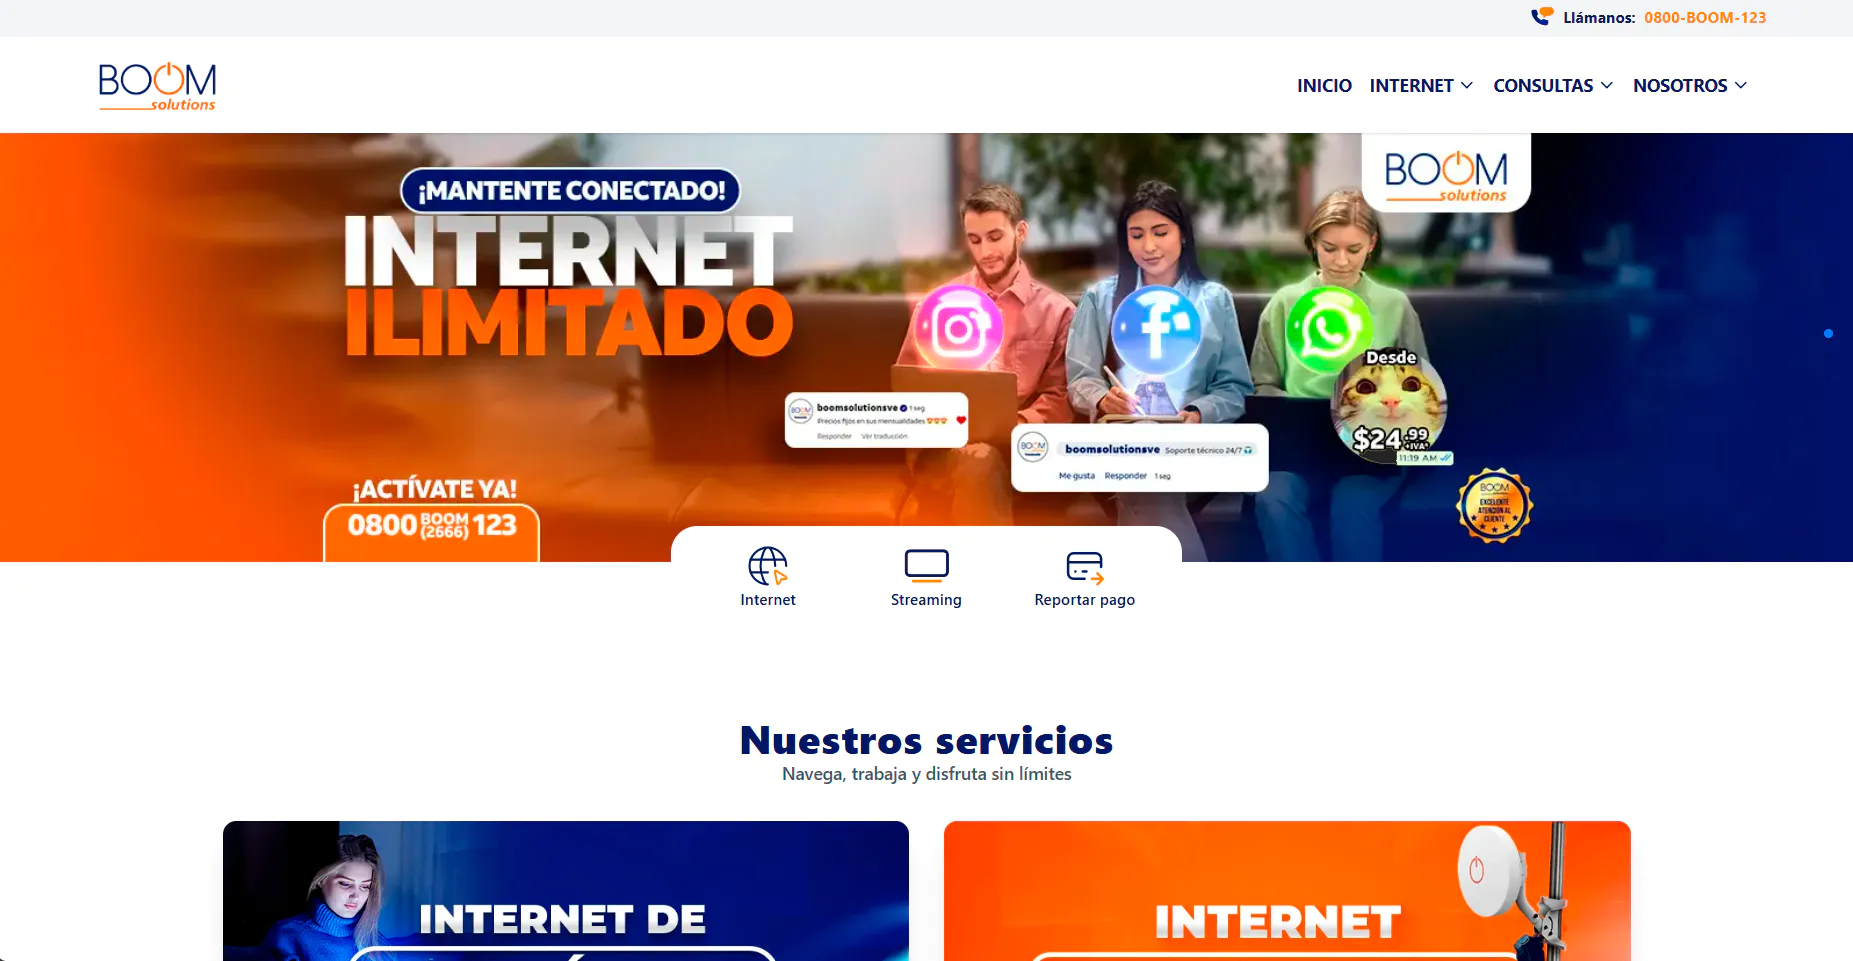 Llámanos: 0800-BOOM-123
BOOM
solutions
INICIO INTERNET CONSULTAS NOSOTROS
¡MANTENTE CONECTADO!
INTERNET
ILIMITADO
BOOM
solutions
Desde
$24.99
+IVA
11:19 AM
boomsolutionsve 1 seg
Precios fijos en sus mensualidades
Responder Ver traducción
BOOM
boomsolutionsve Soporte técnico 24/7
Me gusta Responder 1 seg
BOOM
EXCELENTE
ATENCIÓN AL
CLIENTE
¡ACTÍVATE YA!
0800 BOOM (2666) 123
Internet
Streaming
Reportar pago
Nuestros servicios
Navega, trabaja y disfruta sin límites
INTERNET DE
INTERNET